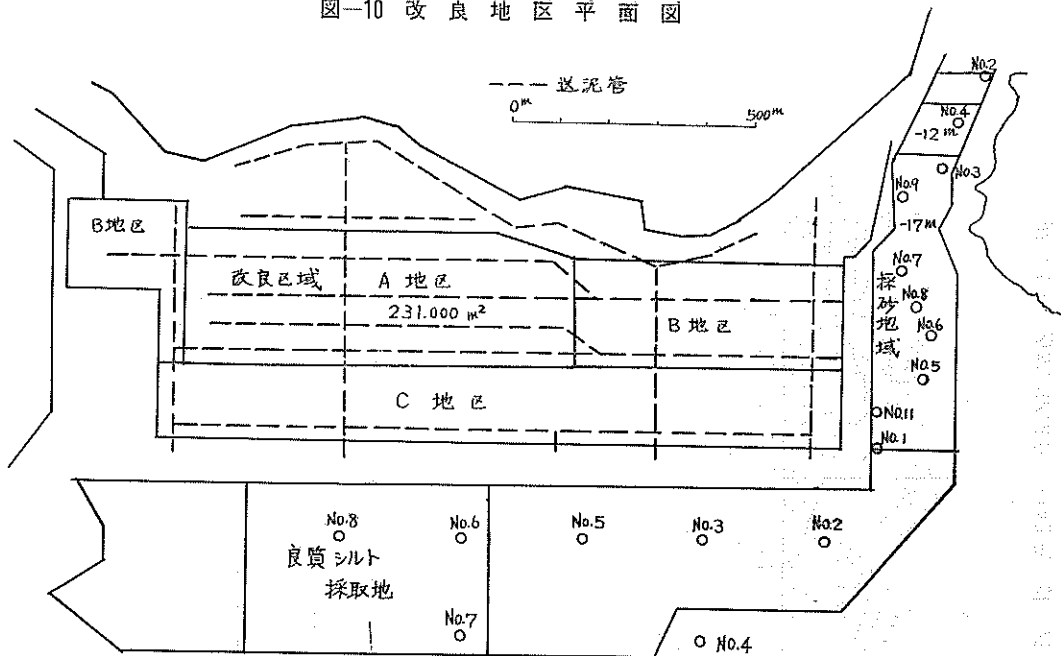 図—10 改良地区平面図
--- 送泥管
0m 500m
No.2
No.4
-12m
No.3
No.9
-17m
No.7
採砂地域
No.8
No.6
No.5
No.11
No.1
B地区
改良区域 A地区
231.000 m²
B地区
C地区
No.8
No.6
No.5
No.3
No.2
良質シルト
採取地
No.7
No.4